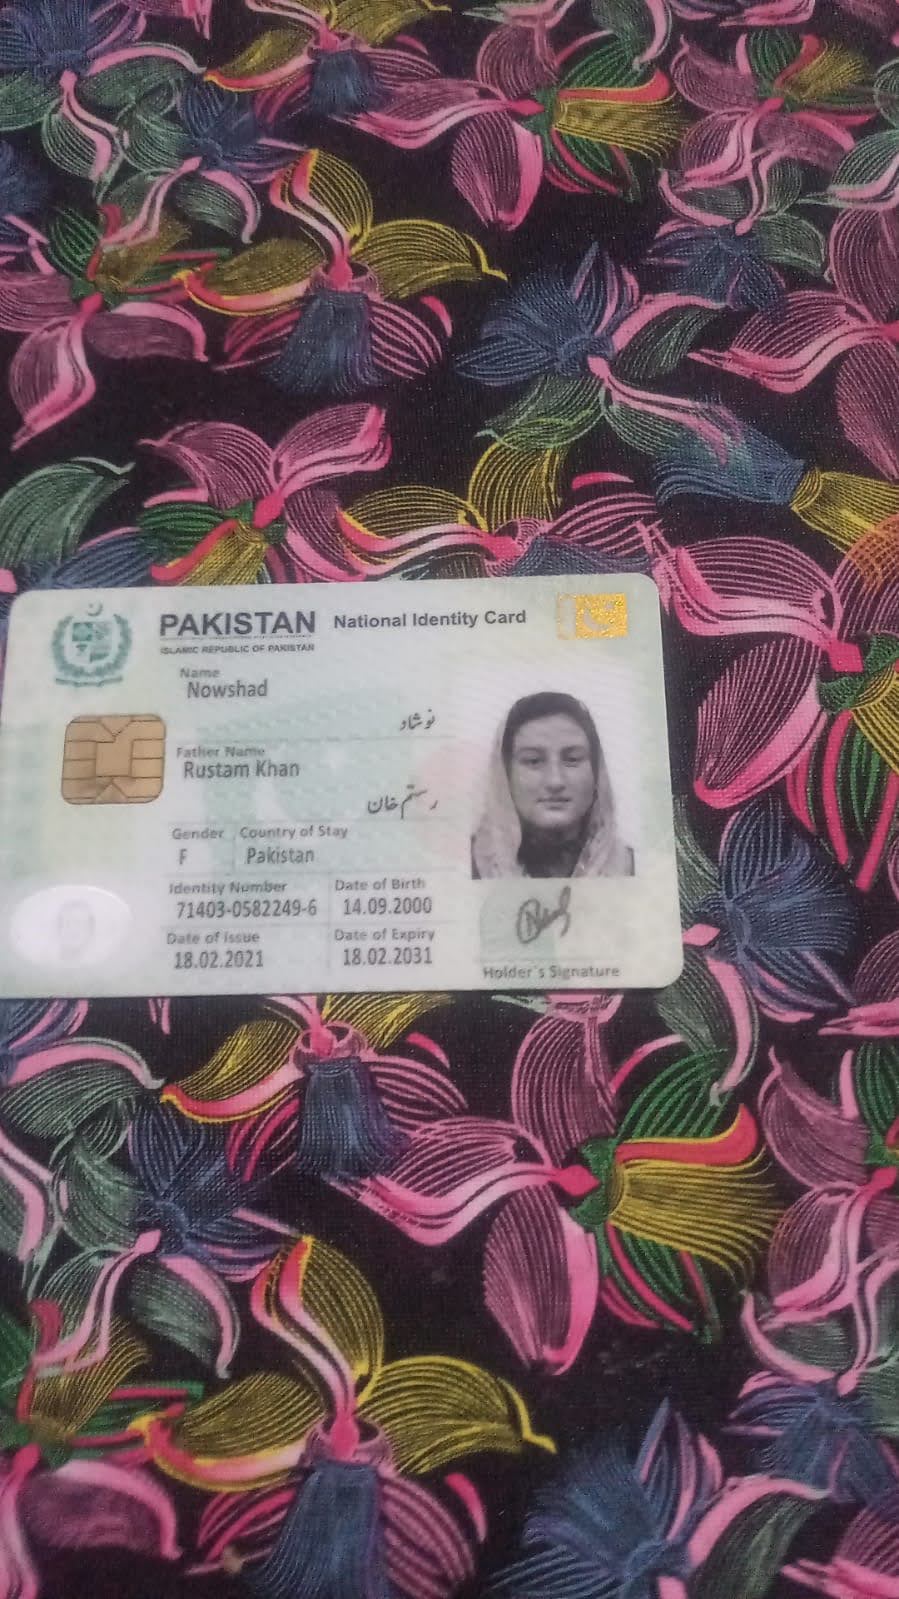 PAKISTAN National Identity Card
ISLAMIC REPUBLIC OF PAKISTAN
Name
Nowshad
نوشاد
Father Name
Rustam Khan
رستم خان
Gender Country of Stay
F Pakistan
Identity Number Date of Birth
71403-0582249-6 14.09.2000
Date of Issue Date of Expiry
18.02.2021 18.02.2031
Holder's Signature